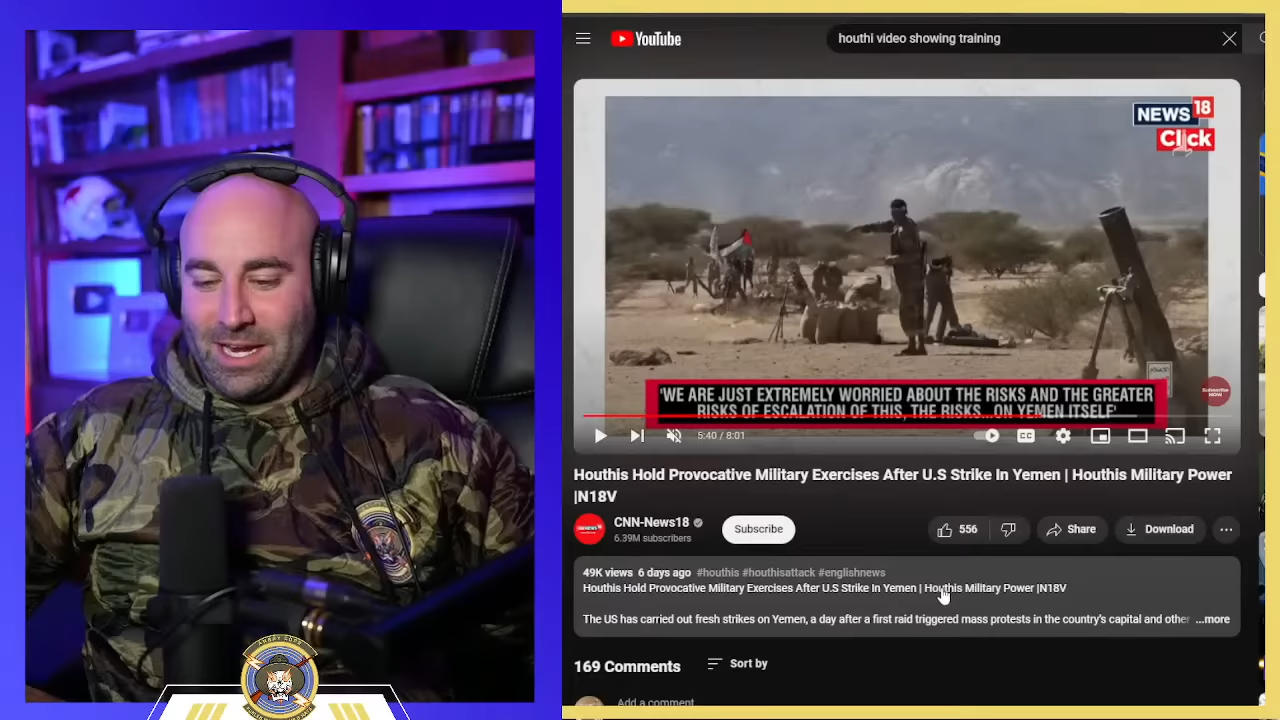 YouTube
houthi video showing training
NEWS 18
Click
Subscribe
NOW
'WE ARE JUST EXTREMELY WORRIED ABOUT THE RISKS AND THE GREATER
RISKS OF ESCALATION OF THIS, THE RISKS...ON YEMEN ITSELF'
5:40 / 8:01
CC
Houthis Hold Provocative Military Exercises After U.S Strike In Yemen | Houthis Military Power
|N18V
CNN-News18
6.39M subscribers
Subscribe
556
Share
Download
49K views 6 days ago #houthis #houthisattack #englishnews
Houthis Hold Provocative Military Exercises After U.S Strike In Yemen | Houthis Military Power |N18V
The US has carried out fresh strikes on Yemen, a day after a first raid triggered mass protests in the country's capital and other ...more
169 Comments
Sort by
Add a comment
ANGRY COPS